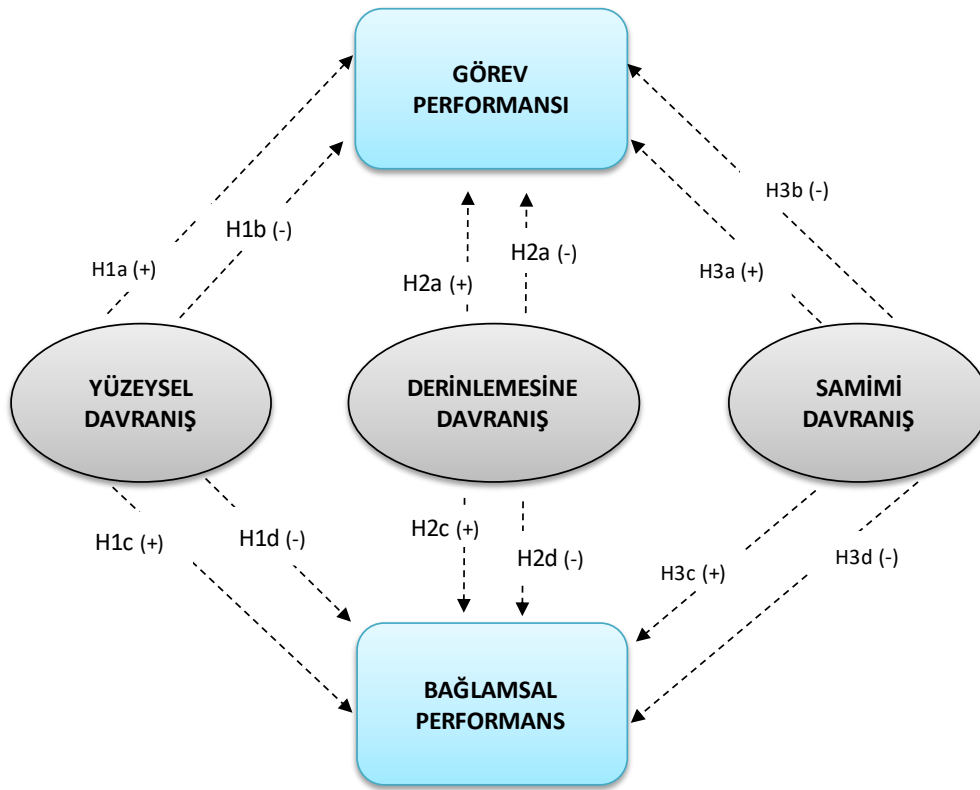 GÖREV
PERFORMANSI
H1a (+)
H1b (-)
H2a (+)
H2a (-)
H3a (+)
H3b (-)
YÜZEYSEL
DAVRANIŞ
DERİNLEMESİNE
DAVRANIŞ
SAMİMİ
DAVRANIŞ
H1c (+)
H1d (-)
H2c (+)
H2d (-)
H3c (+)
H3d (-)
BAĞLAMSAL
PERFORMANS